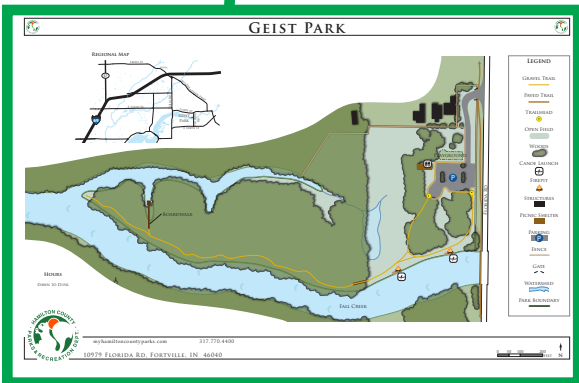 GEIST PARK
REGIONAL MAP
LEGEND
GRAVEL TRAIL
PAVED TRAIL
TRAILHEAD
OPEN FIELD
WOODS
CANOE LAUNCH
FIREPIT
STRUCTURES
PICNIC SHELTER
PARKING
P
FENCE
GATE
WATERSHED
PARK BOUNDARY
PLAYGROUND
P
FLORIDA RD
BOARDWALK
FALL CREEK
HOURS
DAWN TO DUSK
HAMILTON COUNTY
PARKS & RECREATION DEPT.
myhamiltoncountyparks.com 317.770.4400
10979 FLORIDA RD, FORTVILLE, IN 46040
N